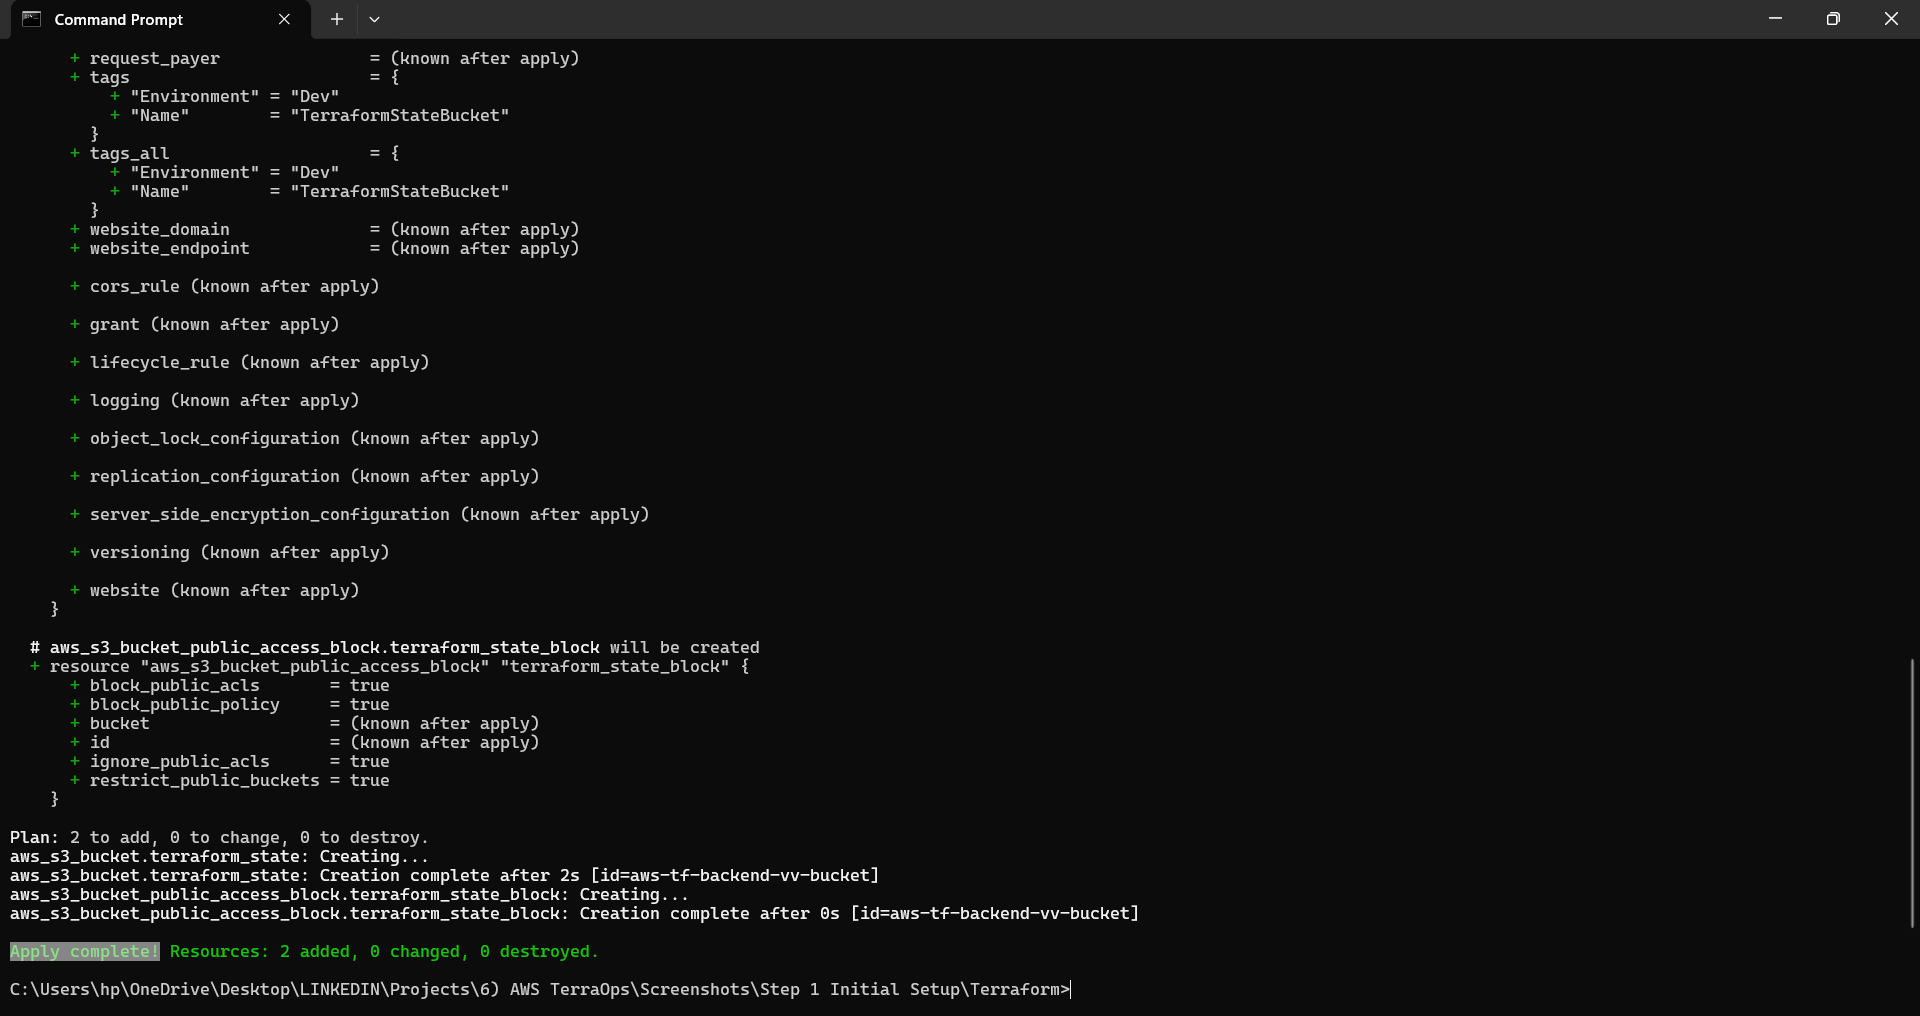 Command Prompt
+ request_payer               = (known after apply)
+ tags                        = {
    + "Environment" = "Dev"
    + "Name"        = "TerraformStateBucket"
  }
+ tags_all                    = {
    + "Environment" = "Dev"
    + "Name"        = "TerraformStateBucket"
  }
+ website_domain              = (known after apply)
+ website_endpoint            = (known after apply)
+ cors_rule (known after apply)
+ grant (known after apply)
+ lifecycle_rule (known after apply)
+ logging (known after apply)
+ object_lock_configuration (known after apply)
+ replication_configuration (known after apply)
+ server_side_encryption_configuration (known after apply)
+ versioning (known after apply)
+ website (known after apply)
}
# aws_s3_bucket_public_access_block.terraform_state_block will be created
+ resource "aws_s3_bucket_public_access_block" "terraform_state_block" {
    + block_public_acls       = true
    + block_public_policy     = true
    + bucket                  = (known after apply)
    + id                      = (known after apply)
    + ignore_public_acls      = true
    + restrict_public_buckets = true
  }
Plan: 2 to add, 0 to change, 0 to destroy.
aws_s3_bucket.terraform_state: Creating...
aws_s3_bucket.terraform_state: Creation complete after 2s [id=aws-tf-backend-vv-bucket]
aws_s3_bucket_public_access_block.terraform_state_block: Creating...
aws_s3_bucket_public_access_block.terraform_state_block: Creation complete after 0s [id=aws-tf-backend-vv-bucket]
Apply complete! Resources: 2 added, 0 changed, 0 destroyed.
C:\Users\hp\OneDrive\Desktop\LINKEDIN\Projects\6) AWS TerraOps\Screenshots\Step 1 Initial Setup\Terraform>